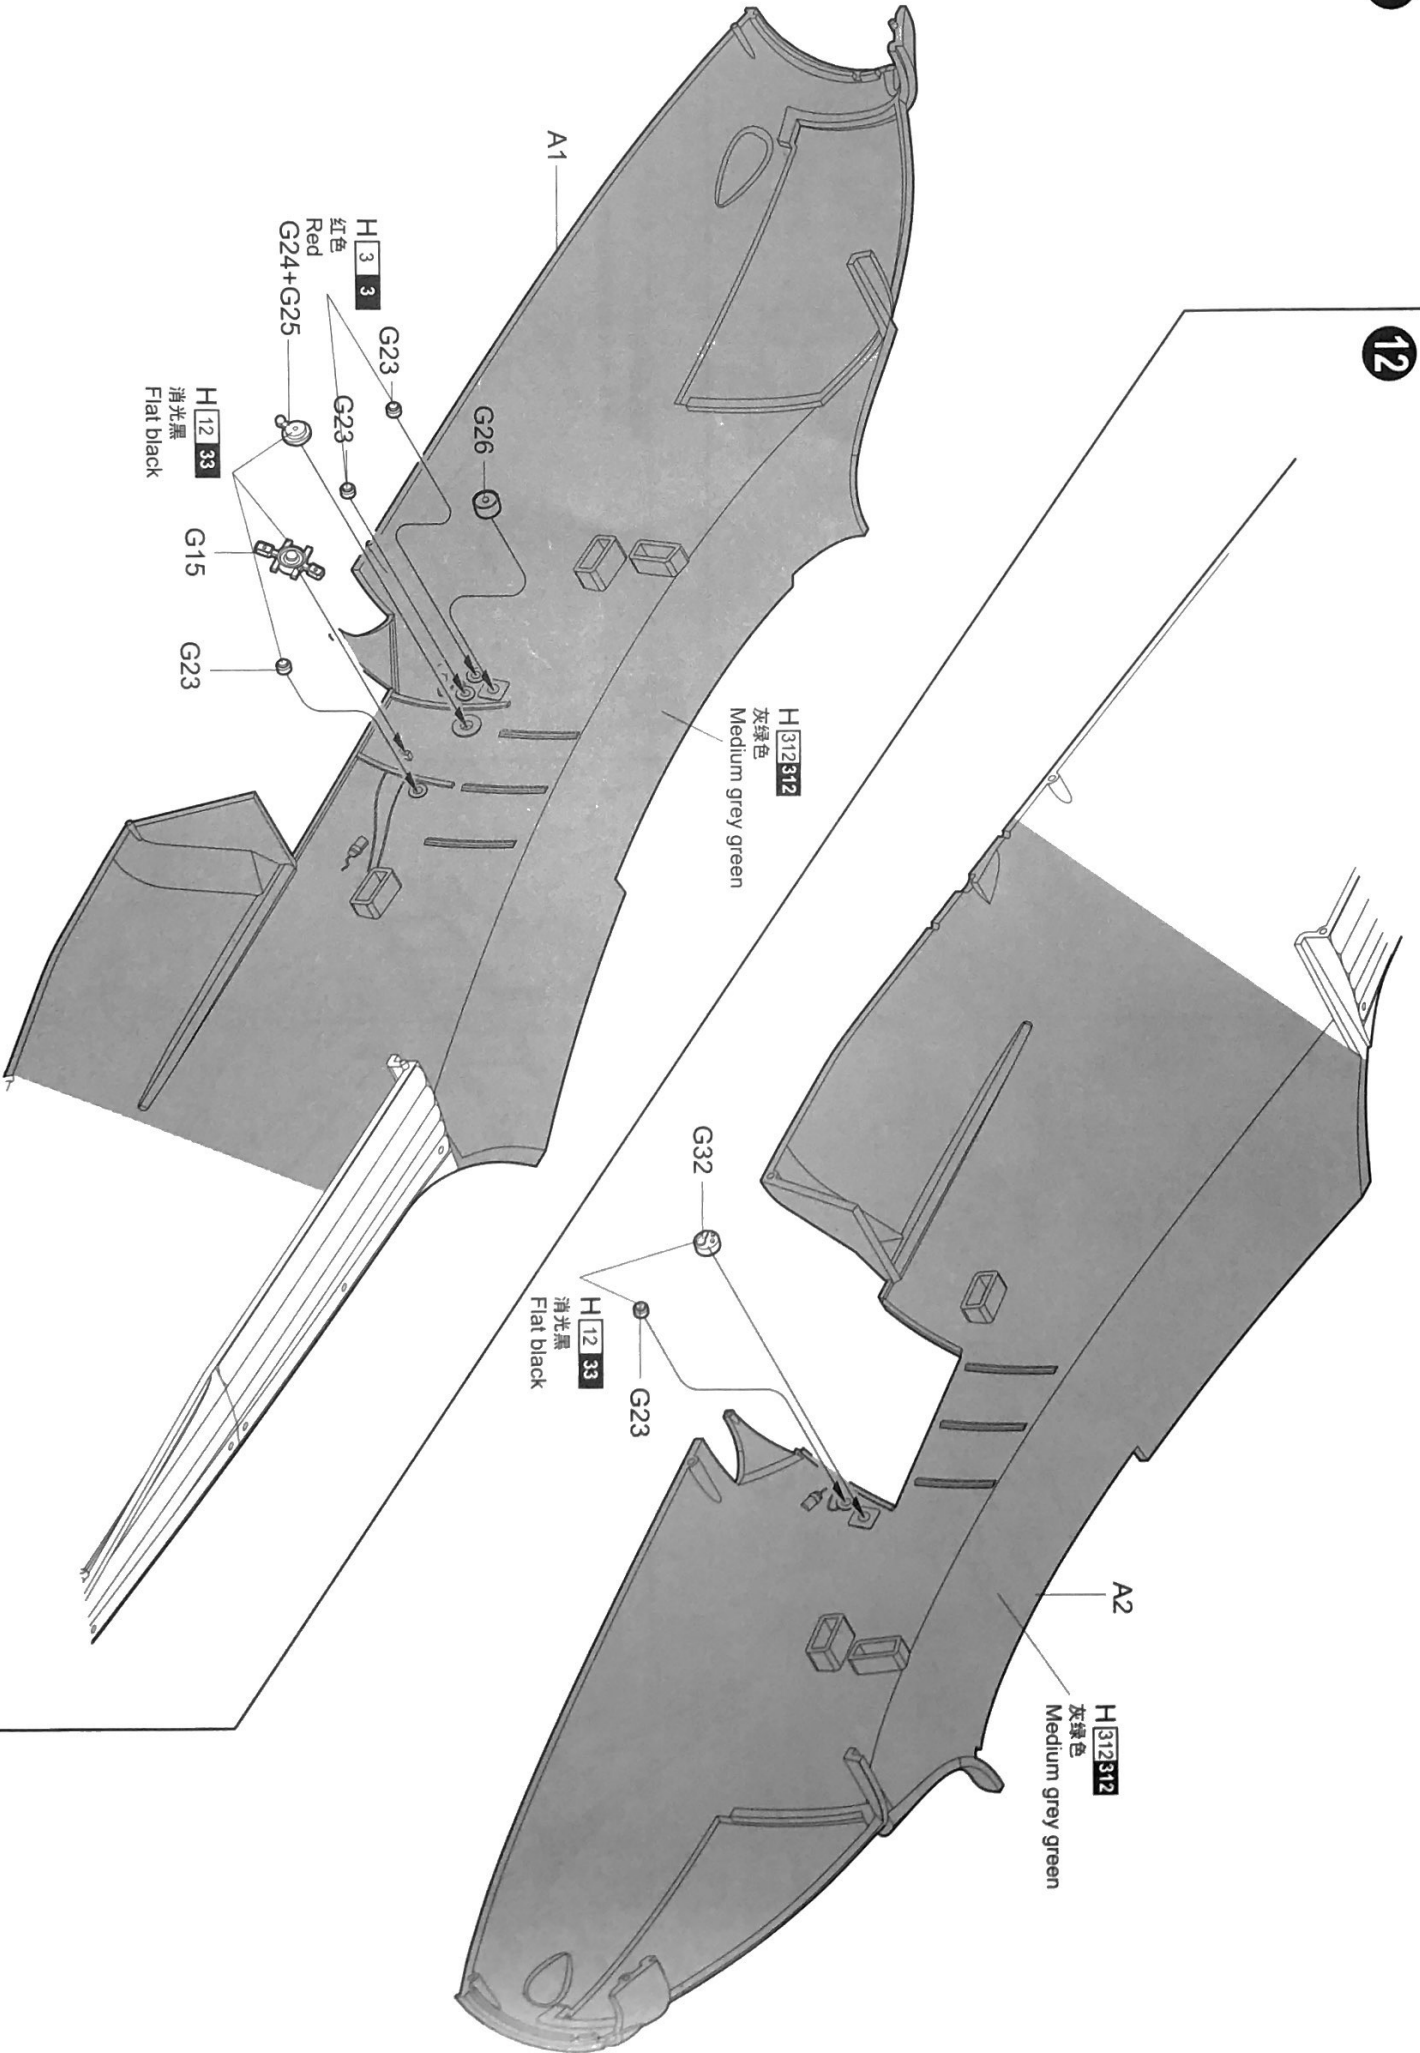 12
A1
H 3 3
红色
Red
G24+G25
G23
G23
G26
H 12 33
消光黑
Flat black
G15
G23
H 312 312
灰绿色
Medium grey green
G32
H 12 33
消光黑
Flat black
G23
A2
H 312 312
灰绿色
Medium grey green